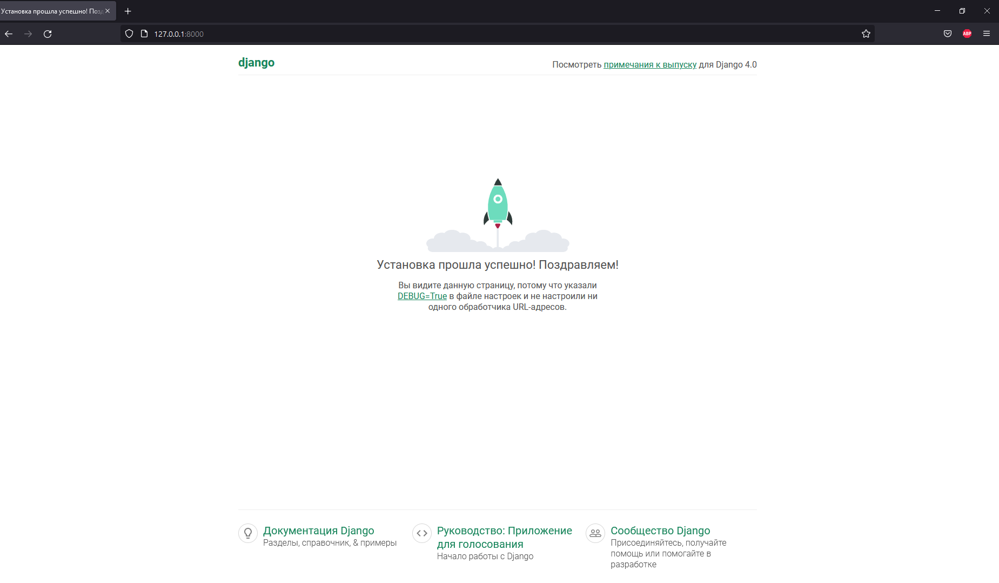 Установка прошла успешно! Позд
127.0.0.1:8000
ABP
django
Посмотреть примечания к выпуску для Django 4.0
Установка прошла успешно! Поздравляем!
Вы видите данную страницу, потому что указали
DEBUG=True в файле настроек и не настроили ни
одного обработчика URL-адресов.
Документация Django
Разделы, справочник, & примеры
Руководство: Приложение
для голосования
Начало работы с Django
Сообщество Django
Присоединяйтесь, получайте
помощь или помогайте в
разработке